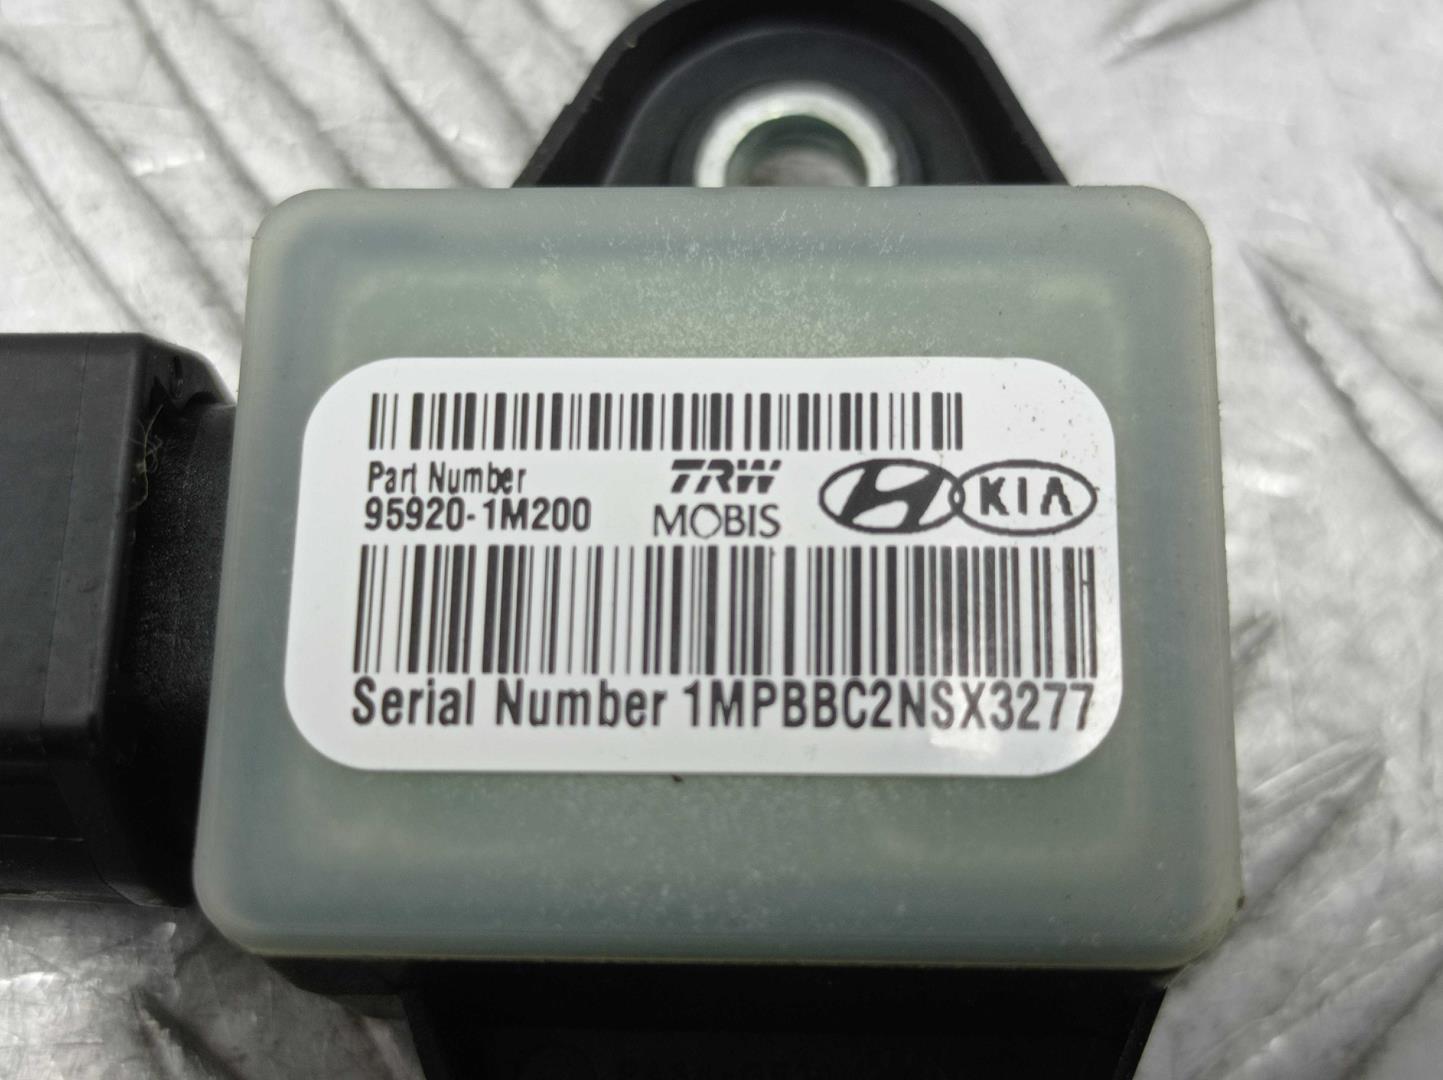 Part Number
95920-1M200
TRW
MOBIS
KIA
H
Serial Number 1MPBBC2NSX3277